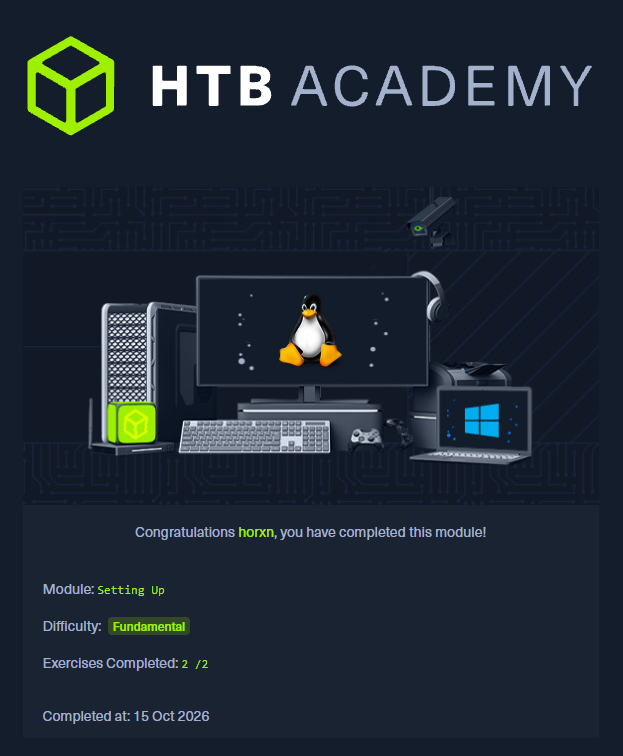 HTB ACADEMY
Congratulations horxn, you have completed this module!
Module: Setting Up
Difficulty: Fundamental
Exercises Completed: 2 /2
Completed at: 15 Oct 2026